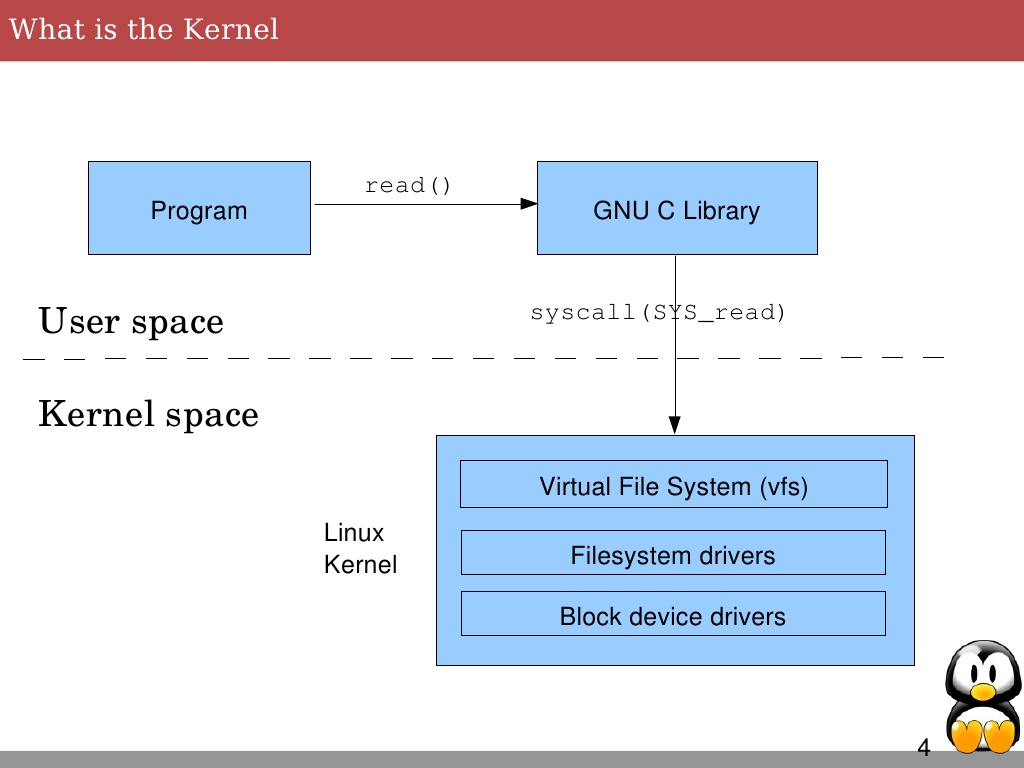 What is the Kernel
read()
Program
GNU C Library
syscall(SYS_read)
User space
Kernel space
Virtual File System (vfs)
Linux
Kernel
Filesystem drivers
Block device drivers
4